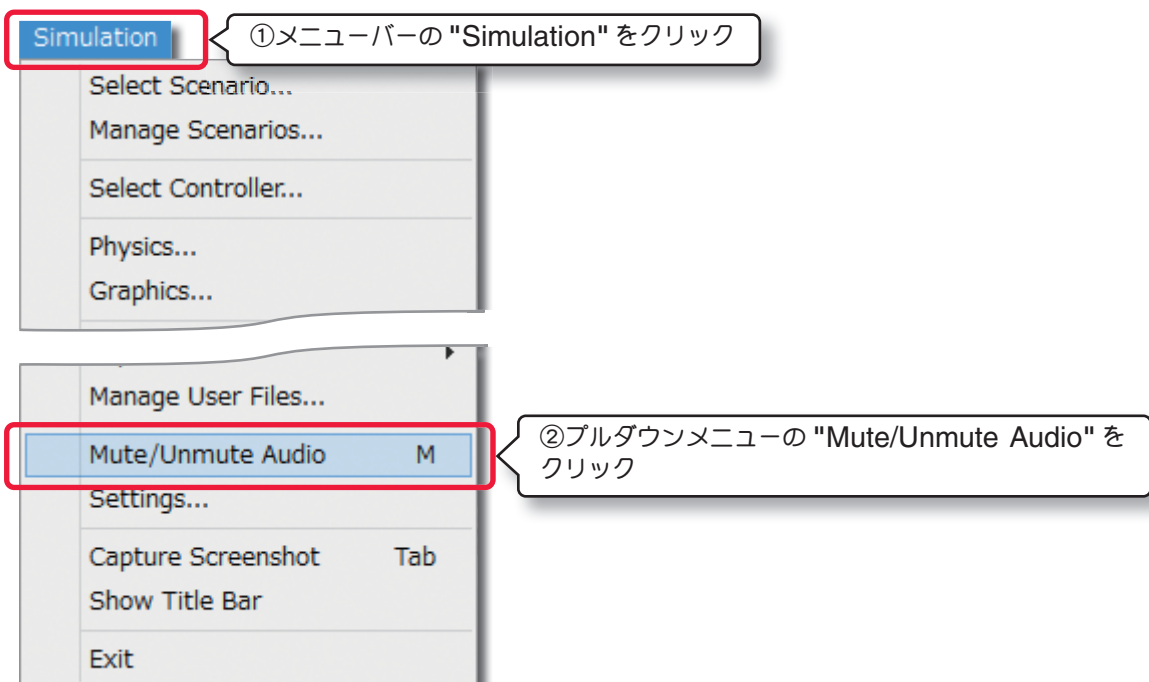 Simulation
①メニューバーの "Simulation" をクリック
Select Scenario...
Manage Scenarios...
Select Controller...
Physics...
Graphics...
Manage User Files...
Mute/Unmute Audio M
②プルダウンメニューの "Mute/Unmute Audio" を
クリック
Settings...
Capture Screenshot Tab
Show Title Bar
Exit